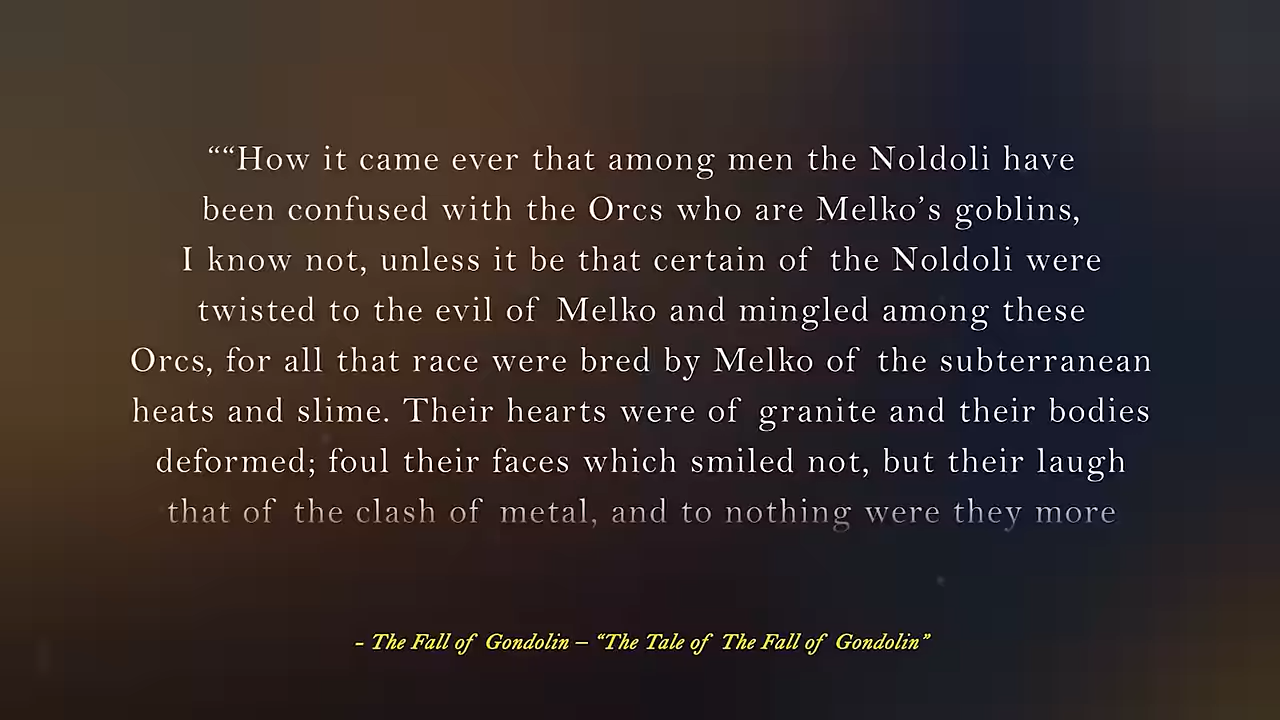 ““How it came ever that among men the Noldoli have
been confused with the Orcs who are Melko’s goblins,
I know not, unless it be that certain of the Noldoli were
twisted to the evil of Melko and mingled among these
Orcs, for all that race were bred by Melko of the subterranean
heats and slime. Their hearts were of granite and their bodies
deformed; foul their faces which smiled not, but their laugh
that of the clash of metal, and to nothing were they more
- The Fall of Gondolin – “The Tale of The Fall of Gondolin”